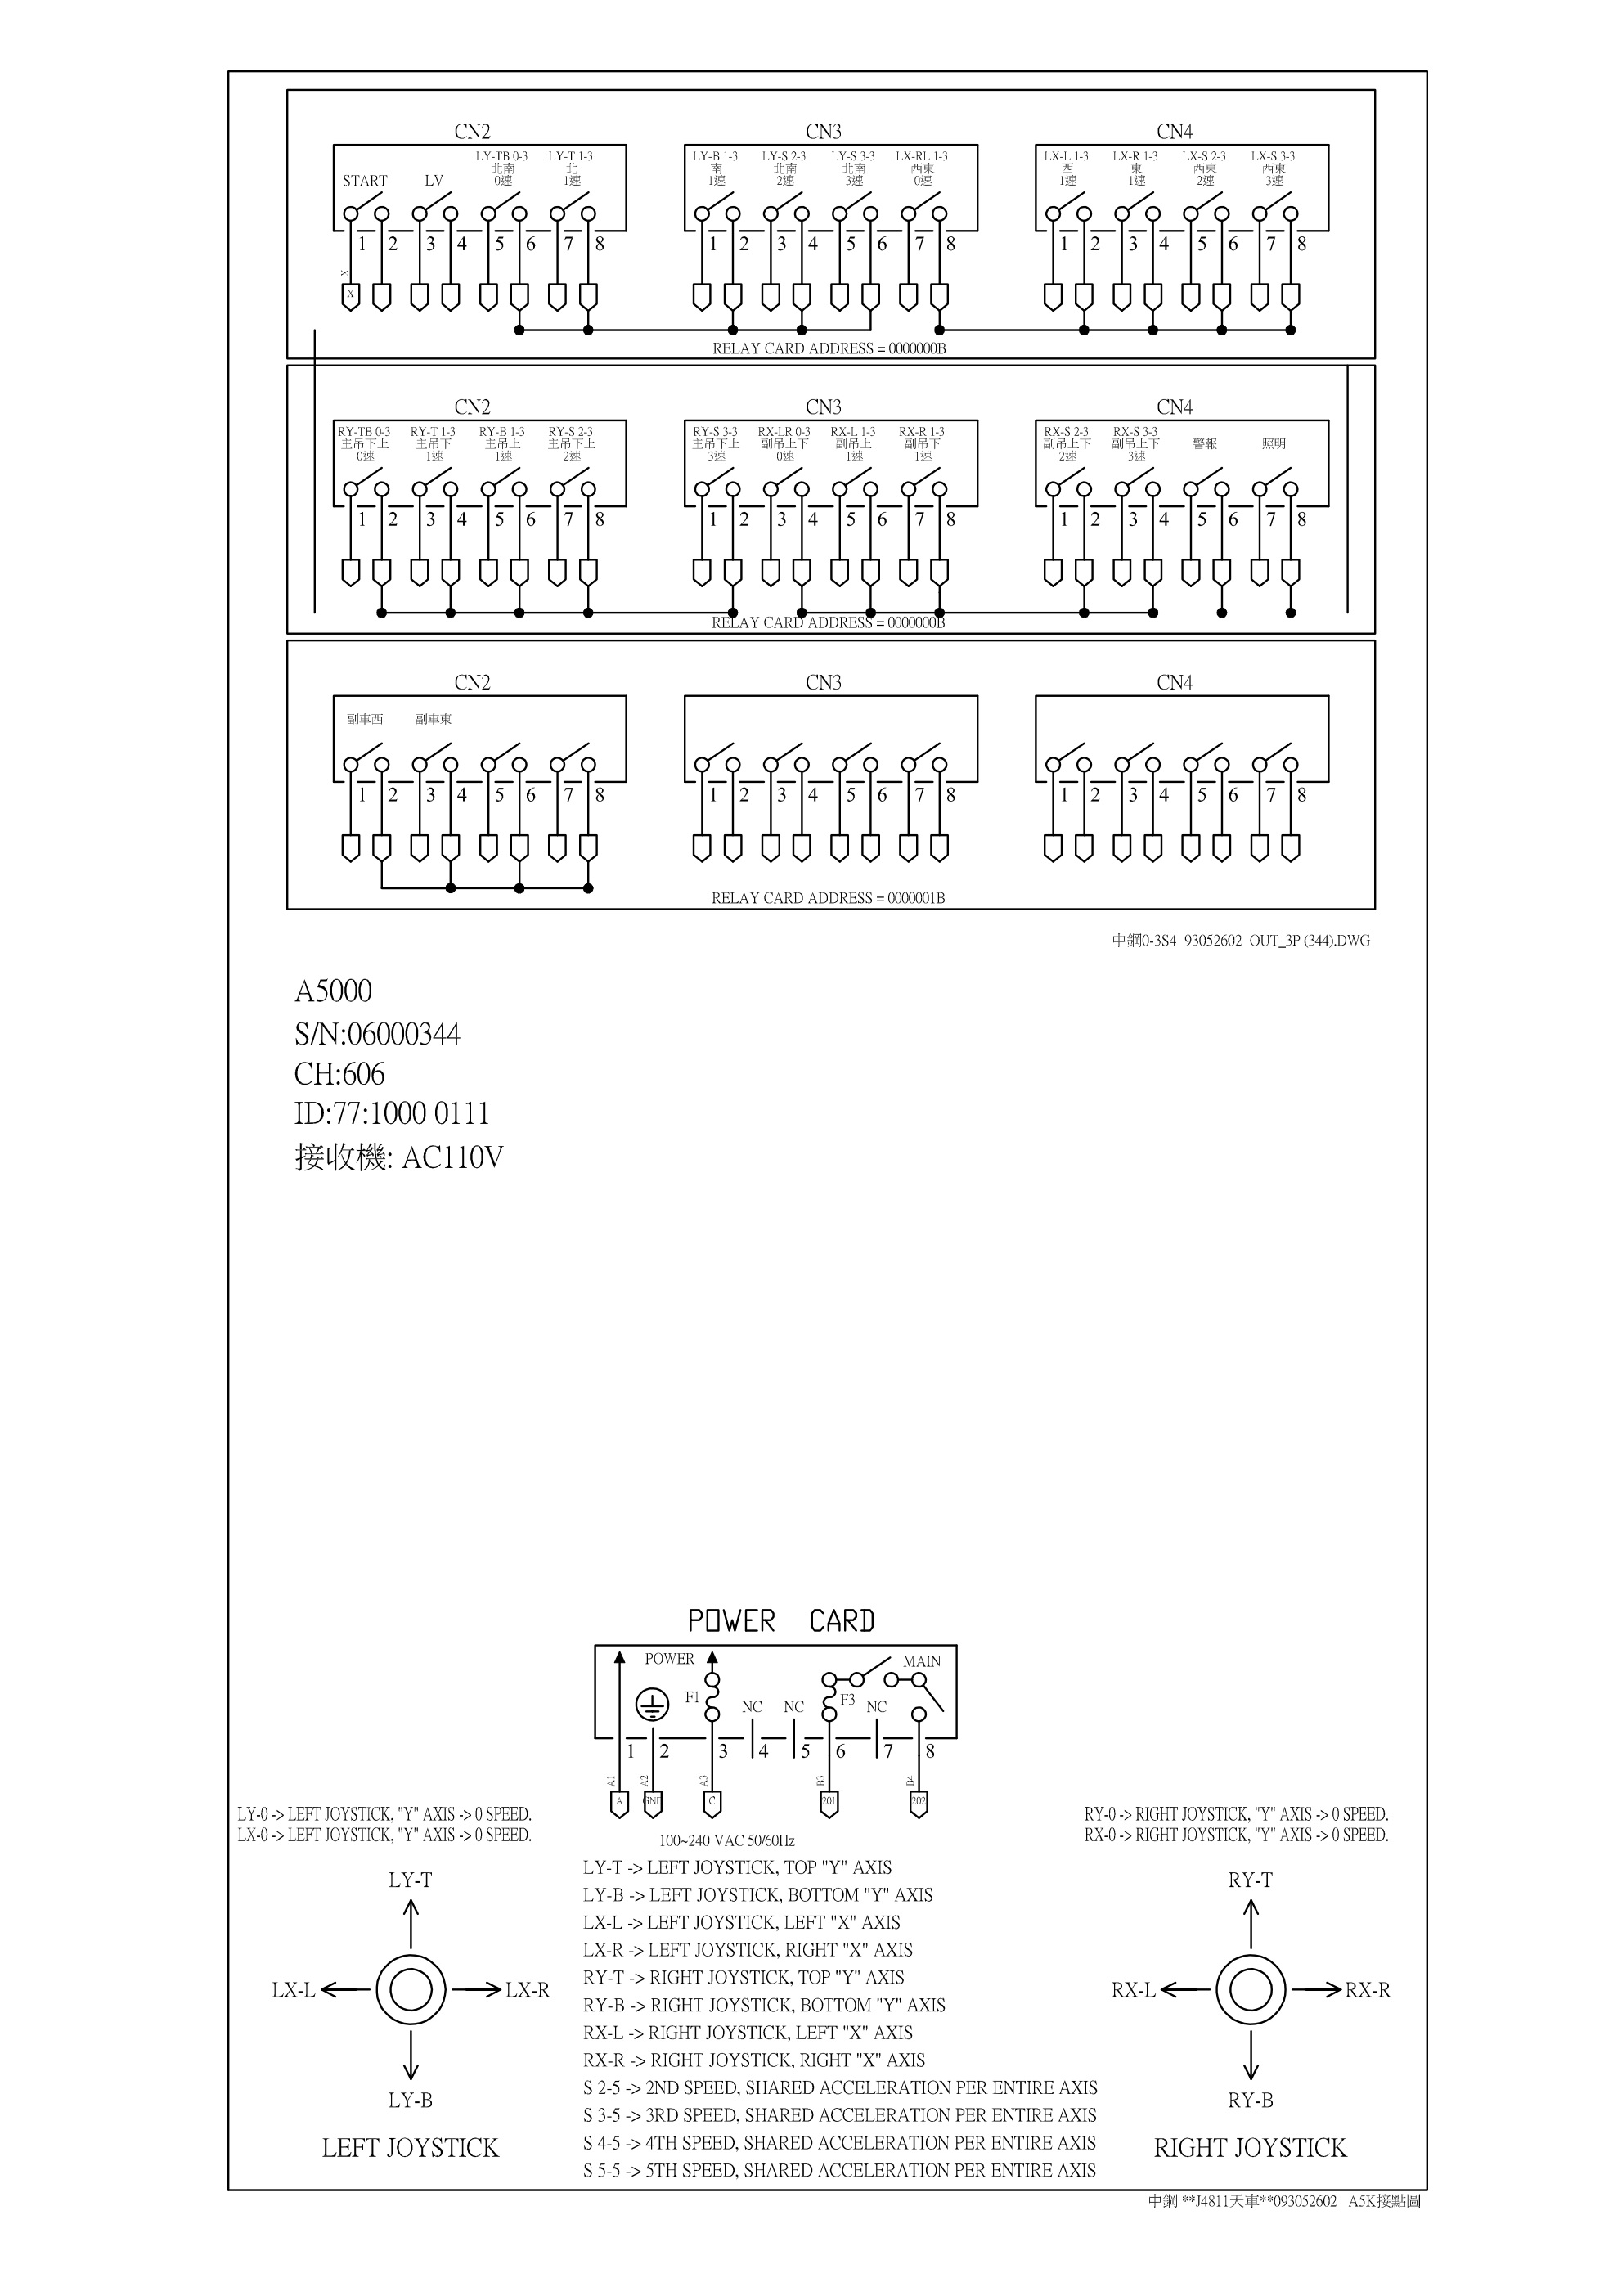 CN2 CN3 CN4
LY-TB 0-3 LY-T 1-3 LY-B 1-3 LY-S 2-3 LY-S 3-3 LX-RL 1-3 LX-L 1-3 LX-R 1-3 LX-S 2-3 LX-S 3-3
北南 北 南 北南 北南 西東 西 東 西東 西東
START LV 0速 1速 1速 2速 3速 0速 1速 1速 2速 3速
1 2 3 4 5 6 7 8 1 2 3 4 5 6 7 8 1 2 3 4 5 6 7 8
X
X
RELAY CARD ADDRESS = 0000000B
CN2 CN3 CN4
RY-TB 0-3 RY-T 1-3 RY-B 1-3 RY-S 2-3 RY-S 3-3 RX-LR 0-3 RX-L 1-3 RX-R 1-3 RX-S 2-3 RX-S 3-3
主吊下上 主吊下 主吊上 主吊下上 主吊下上 副吊上下 副吊上 副吊下 副吊上下 副吊上下 警報 照明
0速 1速 1速 2速 3速 0速 1速 1速 2速 3速
1 2 3 4 5 6 7 8 1 2 3 4 5 6 7 8 1 2 3 4 5 6 7 8
RELAY CARD ADDRESS = 0000000B
CN2 CN3 CN4
副車西 副車東
1 2 3 4 5 6 7 8 1 2 3 4 5 6 7 8 1 2 3 4 5 6 7 8
RELAY CARD ADDRESS = 0000001B
中鋼0-3S4 93052602 OUT_3P (344).DWG
A5000
S/N:06000344
CH:606
ID:77:1000 0111
接收機: AC110V
POWER CARD
POWER MAIN
F1 NC NC F3 NC
1 2 3 4 5 6 7 8
A1 A2 A3 B3 B4
A GND C 201 202
100~240 VAC 50/60Hz
LY-0 -> LEFT JOYSTICK, "Y" AXIS -> 0 SPEED.
LX-0 -> LEFT JOYSTICK, "Y" AXIS -> 0 SPEED.
LY-T
LX-L LX-R
LY-B
LEFT JOYSTICK
LY-T -> LEFT JOYSTICK, TOP "Y" AXIS
LY-B -> LEFT JOYSTICK, BOTTOM "Y" AXIS
LX-L -> LEFT JOYSTICK, LEFT "X" AXIS
LX-R -> LEFT JOYSTICK, RIGHT "X" AXIS
RY-T -> RIGHT JOYSTICK, TOP "Y" AXIS
RY-B -> RIGHT JOYSTICK, BOTTOM "Y" AXIS
RX-L -> RIGHT JOYSTICK, LEFT "X" AXIS
RX-R -> RIGHT JOYSTICK, RIGHT "X" AXIS
S 2-5 -> 2ND SPEED, SHARED ACCELERATION PER ENTIRE AXIS
S 3-5 -> 3RD SPEED, SHARED ACCELERATION PER ENTIRE AXIS
S 4-5 -> 4TH SPEED, SHARED ACCELERATION PER ENTIRE AXIS
S 5-5 -> 5TH SPEED, SHARED ACCELERATION PER ENTIRE AXIS
RY-0 -> RIGHT JOYSTICK, "Y" AXIS -> 0 SPEED.
RX-0 -> RIGHT JOYSTICK, "Y" AXIS -> 0 SPEED.
RY-T
RX-L RX-R
RY-B
RIGHT JOYSTICK
中鋼 **J4811天車**093052602 A5K接點圖